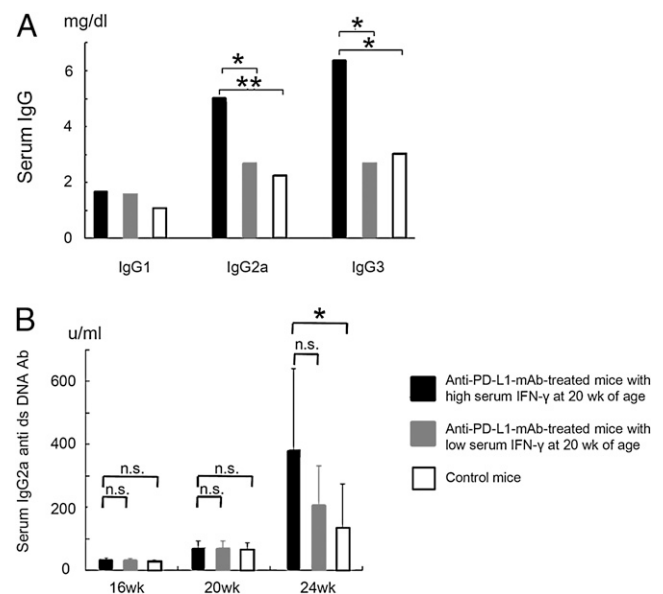 A
mg/dl
*
*
*
**
Serum IgG
6
4
2
0
IgG1
IgG2a
IgG3
B
u/ml
*
n.s.
Serum IgG2a anti ds DNA Ab
600
400
200
0
n.s.
n.s.
n.s.
n.s.
16wk
20wk
24wk
Anti-PD-L1-mAb-treated mice with
high serum IFN-γ at 20 wk of age
Anti-PD-L1-mAb-treated mice with
low serum IFN-γ at 20 wk of age
Control mice